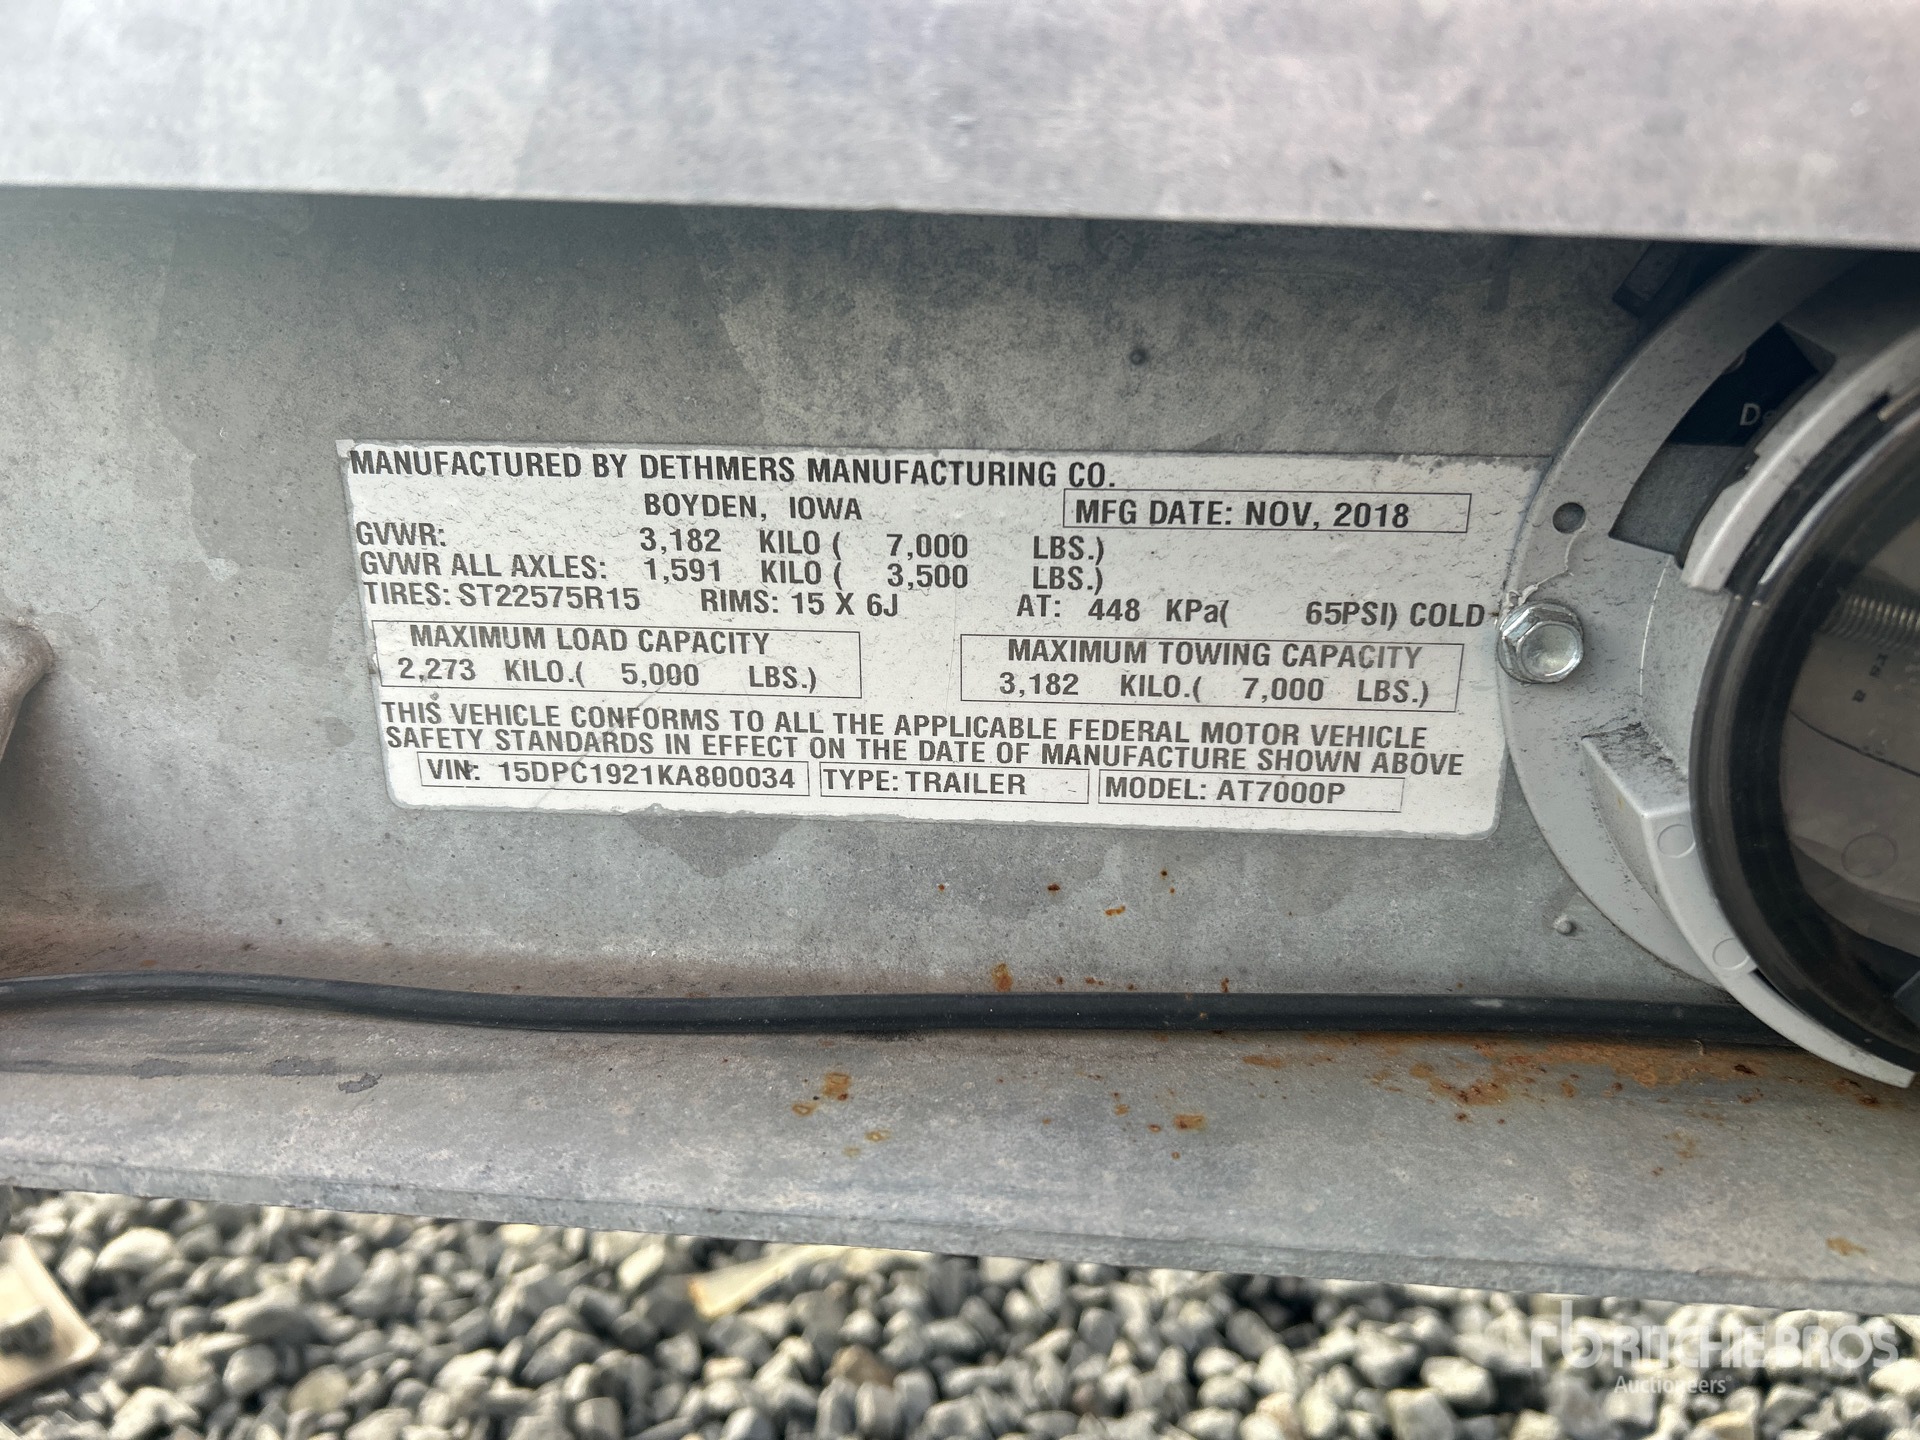 MANUFACTURED BY DETHMERS MANUFACTURING CO.
BOYDEN, IOWA
MFG DATE: NOV, 2018
GVWR: 3,182 KILO ( 7,000 LBS.)
GVWR ALL AXLES: 1,591 KILO ( 3,500 LBS.)
TIRES: ST22575R15 RIMS: 15 X 6J AT: 448 KPa( 65PSI) COLD
MAXIMUM LOAD CAPACITY
2,273 KILO.( 5,000 LBS.)
MAXIMUM TOWING CAPACITY
3,182 KILO.( 7,000 LBS.)
THIS VEHICLE CONFORMS TO ALL THE APPLICABLE FEDERAL MOTOR VEHICLE
SAFETY STANDARDS IN EFFECT ON THE DATE OF MANUFACTURE SHOWN ABOVE
VIN: 15DPC1921KA800034 TYPE: TRAILER MODEL: AT7000P
rb RITCHIE BROS
Auctioneers